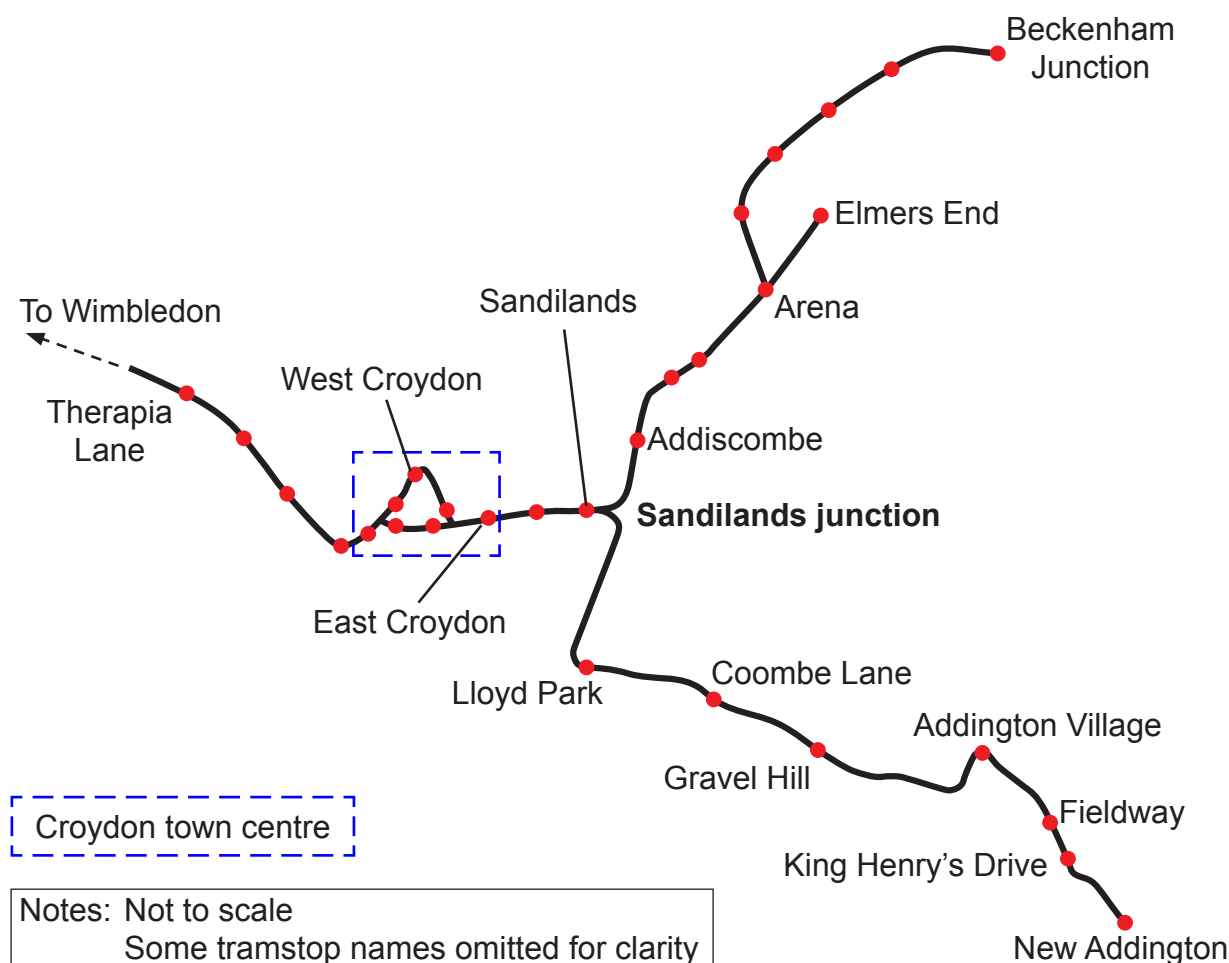 Beckenham
Junction
Elmers End
Sandilands
Arena
To Wimbledon
West Croydon
Therapia
Lane
Addiscombe
Sandilands junction
East Croydon
Lloyd Park
Coombe Lane
Addington Village
Gravel Hill
Croydon town centre
Fieldway
King Henry's Drive
Notes: Not to scale
Some tramstop names omitted for clarity
New Addington